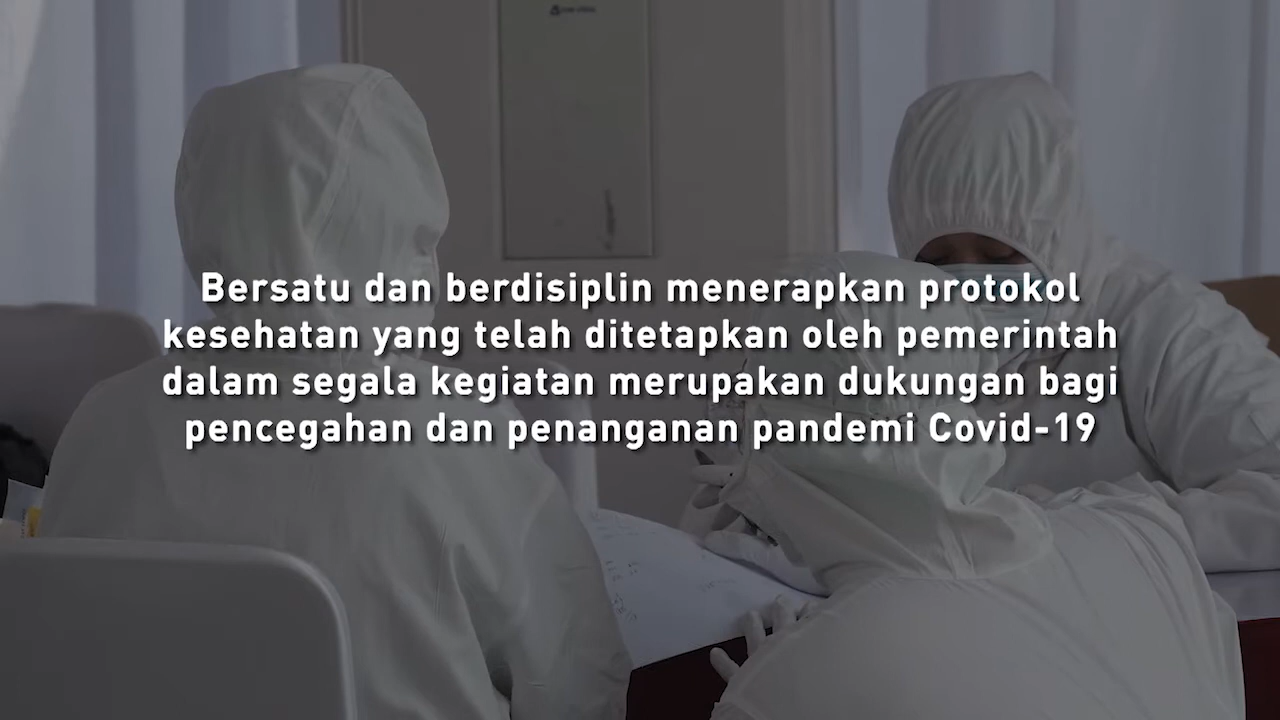 Bersatu dan berdisiplin menerapkan protokol
kesehatan yang telah ditetapkan oleh pemerintah
dalam segala kegiatan merupakan dukungan bagi
pencegahan dan penanganan pandemi Covid-19